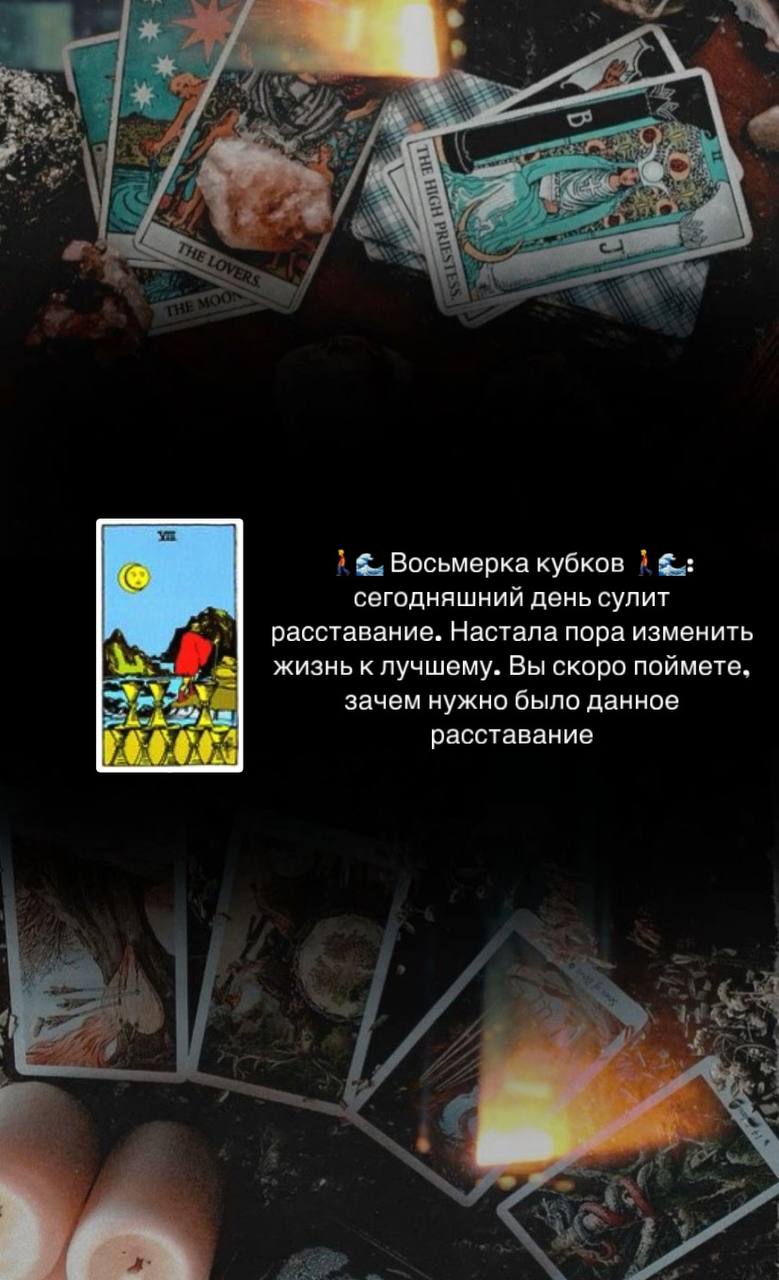 THE LOVERS.
THE MOON
B
THE HIGH PRIESTESS.
II
J
VIII
🚶🌊 Восьмерка кубков 🚶🌊:
сегодняшний день сулит
расставание. Настала пора изменить
жизнь к лучшему. Вы скоро поймете,
зачем нужно было данное
расставание